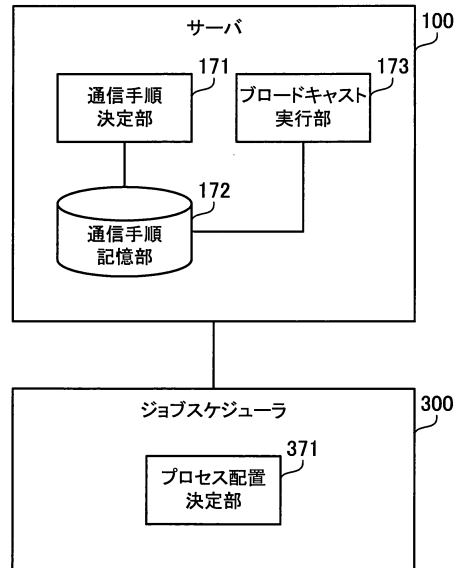 サーバ
100
通信手順
決定部
171
ブロードキャスト
実行部
173
通信手順
記憶部
172
ジョブスケジューラ
300
プロセス配置
決定部
371